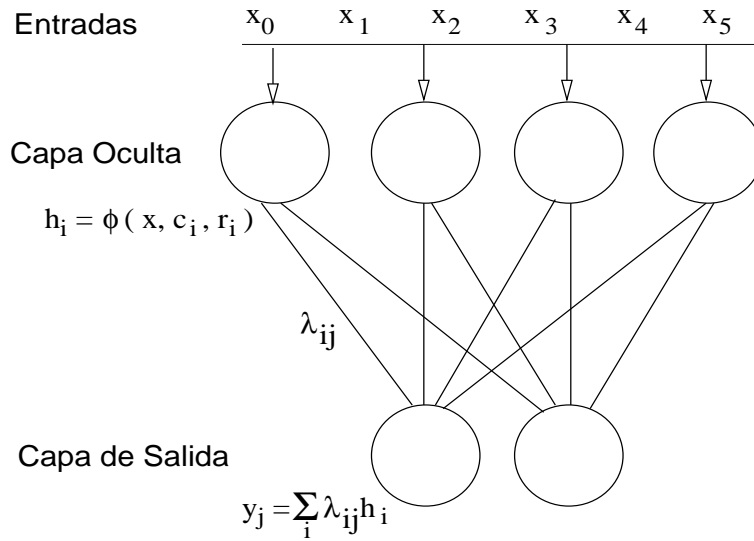 Entradas x₀ x₁ x₂ x₃ x₄ x₅
Capa Oculta
hᵢ = ϕ ( x, cᵢ , rᵢ )
λᵢⱼ
Capa de Salida
yⱼ = ∑ᵢ λᵢⱼ hᵢ